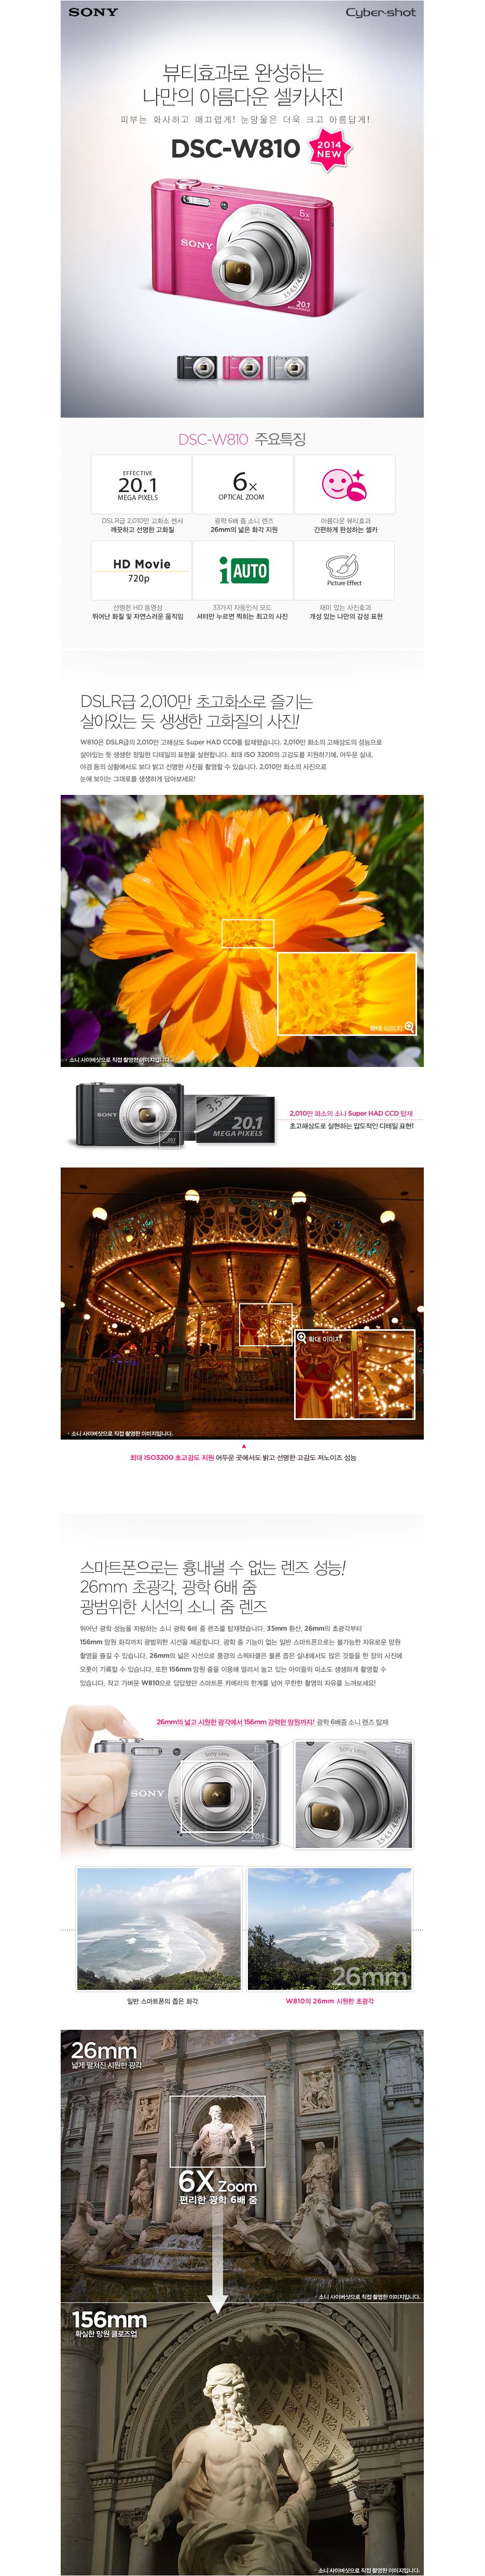 SONY
Cyber-shot
뷰티효과로 완성하는
나만의 아름다운 셀카사진
피부는 화사하고 매끄럽게! 눈망울은 더욱 크고 아름답게!
DSC-W810
2014
NEW
Sony Lens
6x
SONY
20.1
MEGA PIXELS
DSC-W810 주요특징
EFFECTIVE
20.1
MEGA PIXELS
6x
OPTICAL ZOOM
DSLR급 2,010만 고화소 센서
깨끗하고 선명한 고화질
광학 6배 줌 소니 렌즈
26mm의 넓은 화각 지원
아름다운 뷰티효과
간편하게 완성하는 셀카
HD Movie
720p
iAUTO
Picture Effect
선명한 HD 동영상
뛰어난 화질 및 자연스러운 움직임
33가지 자동인식 모드
셔터만 누르면 찍히는 최고의 사진
재미 있는 사진효과
개성 있는 나만의 감성 표현
DSLR급 2,010만 초고화소로 즐기는
살아있는 듯 생생한 고화질의 사진!
W810은 DSLR급의 2,010만 고해상도 Super HAD CCD를 탑재했습니다. 2,010만 화소의 고해상도의 성능으로
살아있는 듯 생생한 정밀한 디테일의 표현을 실현합니다. 최대 ISO 3200의 고감도를 지원하기에, 어두운 실내,
야경 등의 상황에서도 보다 밝고 선명한 사진을 촬영할 수 있습니다. 2,010만 화소의 사진으로
눈에 보이는 그대로를 생생하게 담아보세요!
확대 이미지
소니 사이버샷으로 직접 촬영한 이미지입니다.
SONY
3,5-
20.1
MEGA PIXELS
2,010만 화소의 소니 Super HAD CCD 탑재
초고해상도로 실현하는 압도적인 디테일 표현!
확대 이미지
소니 사이버샷으로 직접 촬영한 이미지입니다.
최대 ISO3200 초고감도 지원 어두운 곳에서도 밝고 선명한 고감도 저노이즈 성능
스마트폰으로는 흉내낼 수 없는 렌즈 성능!
26mm 초광각, 광학 6배 줌
광범위한 시선의 소니 줌 렌즈
뛰어난 광학 성능을 자랑하는 소니 광학 6배 줌 렌즈를 탑재했습니다. 35mm 환산, 26mm의 초광각부터
156mm 망원 화각까지 광범위한 시선을 제공합니다. 광학 줌 기능이 없는 일반 스마트폰으로는 불가능한 자유로운 망원
촬영을 즐길 수 있습니다. 26mm의 넓은 시선으로 풍경의 스펙터클은 물론 좁은 실내에서도 많은 것들을 한 장의 사진에
오롯이 기록할 수 있습니다. 또한 156mm 망원 줌을 이용해 멀리서 놀고 있는 아이들의 미소도 생생하게 촬영할 수
있습니다. 작고 가벼운 W810으로 답답했던 스마트폰 카메라의 한계를 넘어 무한한 촬영의 자유를 느껴보세요!
26mm의 넓고 시원한 광각에서 156mm 강력한 망원까지! 광학 6배줌 소니 렌즈 탑재
Sony Lens
6x
SONY
20.1
MEGA PIXELS
Sony Lens
6x
26mm
일반 스마트폰의 좁은 화각
W810의 26mm 시원한 초광각
26mm
넓게 펼쳐진 시원한 광각
6X Zoom
편리한 광학 6배 줌
소니 사이버샷으로 직접 촬영한 이미지입니다.
156mm
확실한 망원 클로즈업
소니 사이버샷으로 직접 촬영한 이미지입니다.